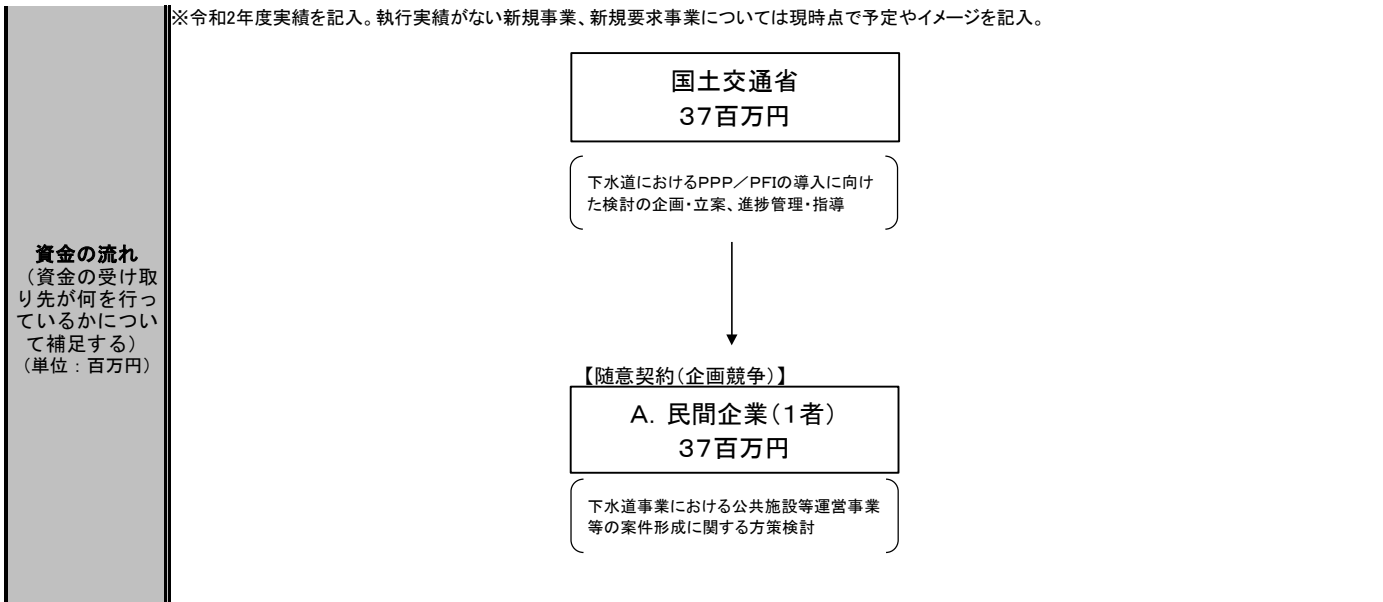 ※令和2年度実績を記入。執行実績がない新規事業、新規要求事業については現時点で予定やイメージを記入。
国土交通省
37百万円
下水道におけるPPP／PFIの導入に向け
た検討の企画・立案、進捗管理・指導
資金の流れ
（資金の受け取
り先が何を行っ
ているかについ
て補足する）
（単位：百万円）
【随意契約（企画競争）】
A．民間企業（1者）
37百万円
下水道事業における公共施設等運営事業
等の案件形成に関する方策検討